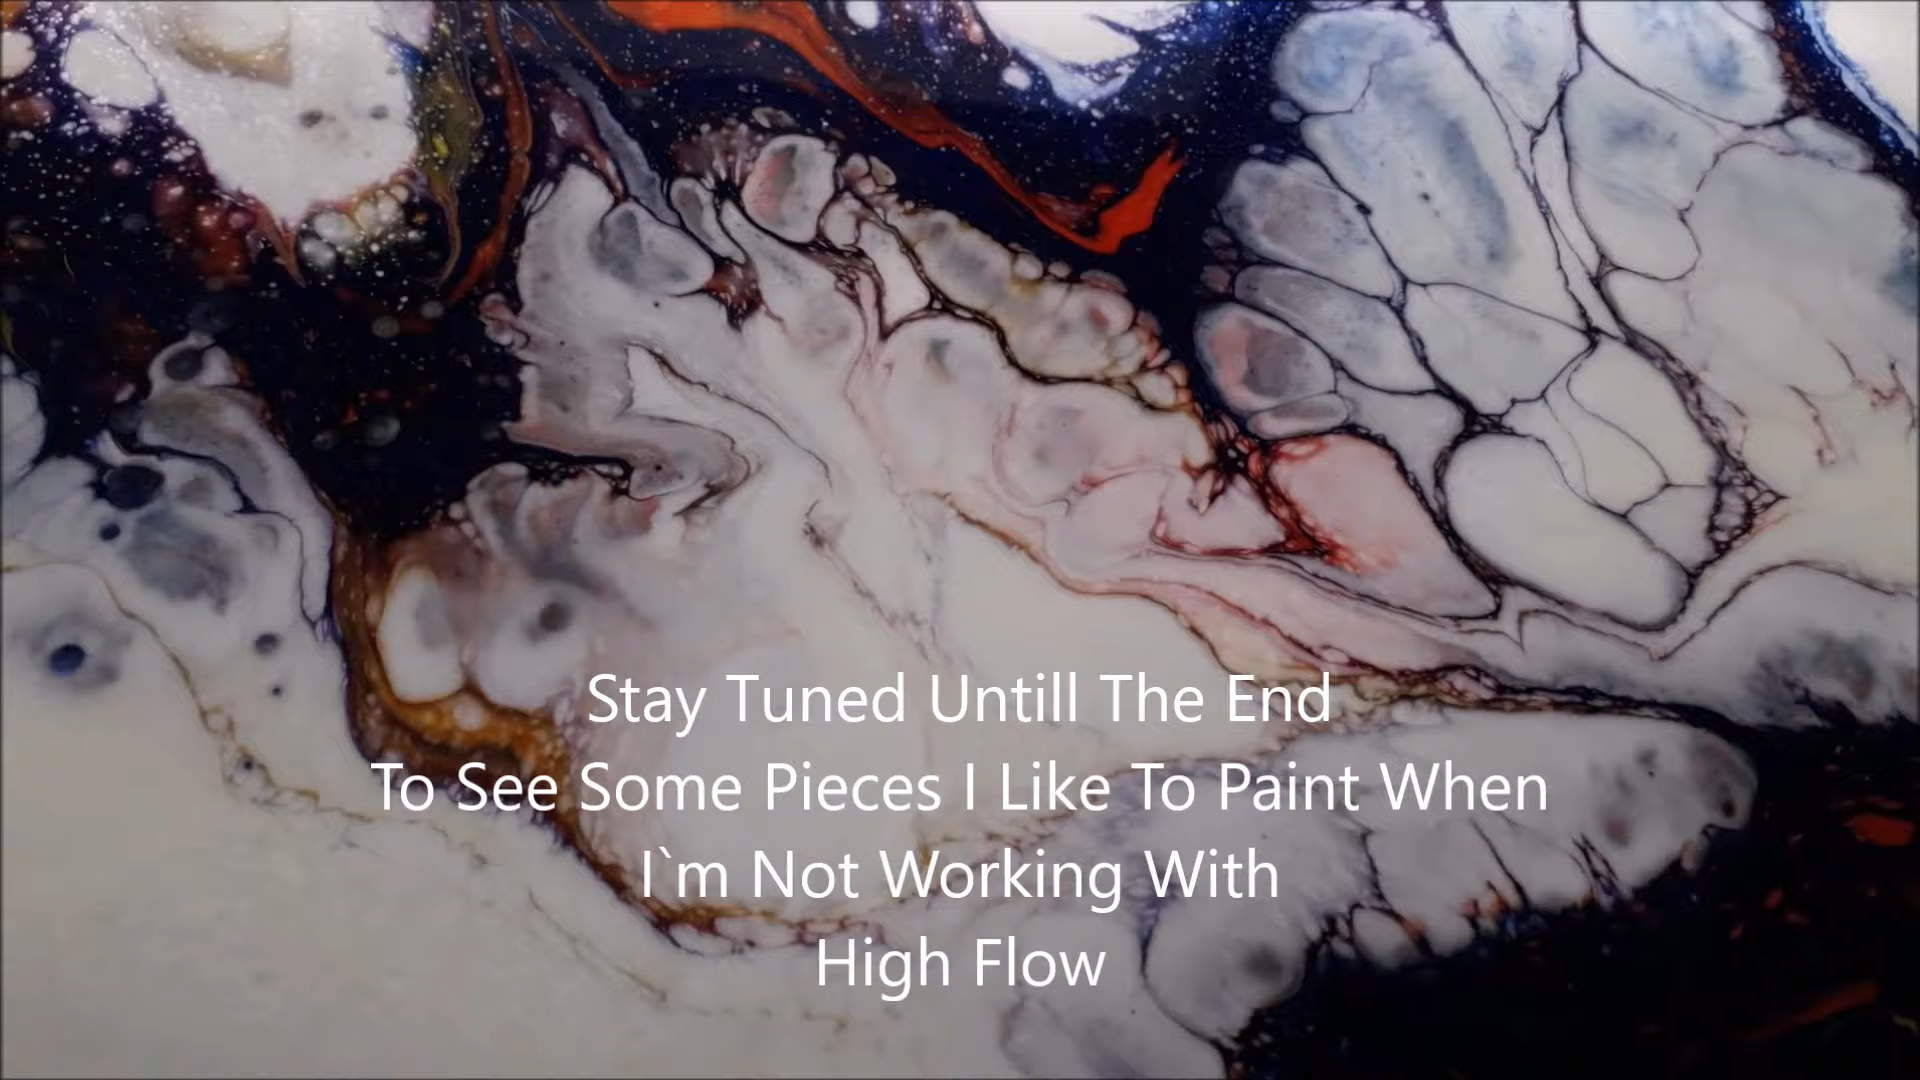 Stay Tuned Untill The End
To See Some Pieces I Like To Paint When
I`m Not Working With
High Flow